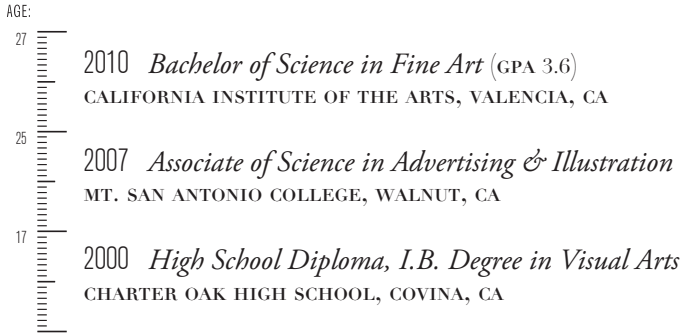 AGE:
27
2010 Bachelor of Science in Fine Art (GPA 3.6)
CALIFORNIA INSTITUTE OF THE ARTS, VALENCIA, CA
25
2007 Associate of Science in Advertising & Illustration
MT. SAN ANTONIO COLLEGE, WALNUT, CA
17
2000 High School Diploma, I.B. Degree in Visual Arts
CHARTER OAK HIGH SCHOOL, COVINA, CA